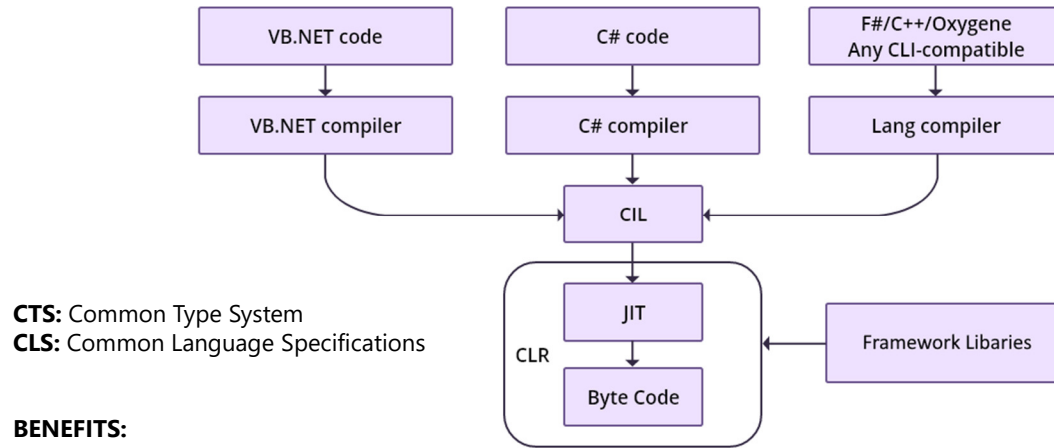 VB.NET code
C# code
F#/C++/Oxygene
Any CLI-compatible
VB.NET compiler
C# compiler
Lang compiler
CIL
CTS: Common Type System
CLS: Common Language Specifications
JIT
CLR
Framework Libaries
Byte Code
BENEFITS: